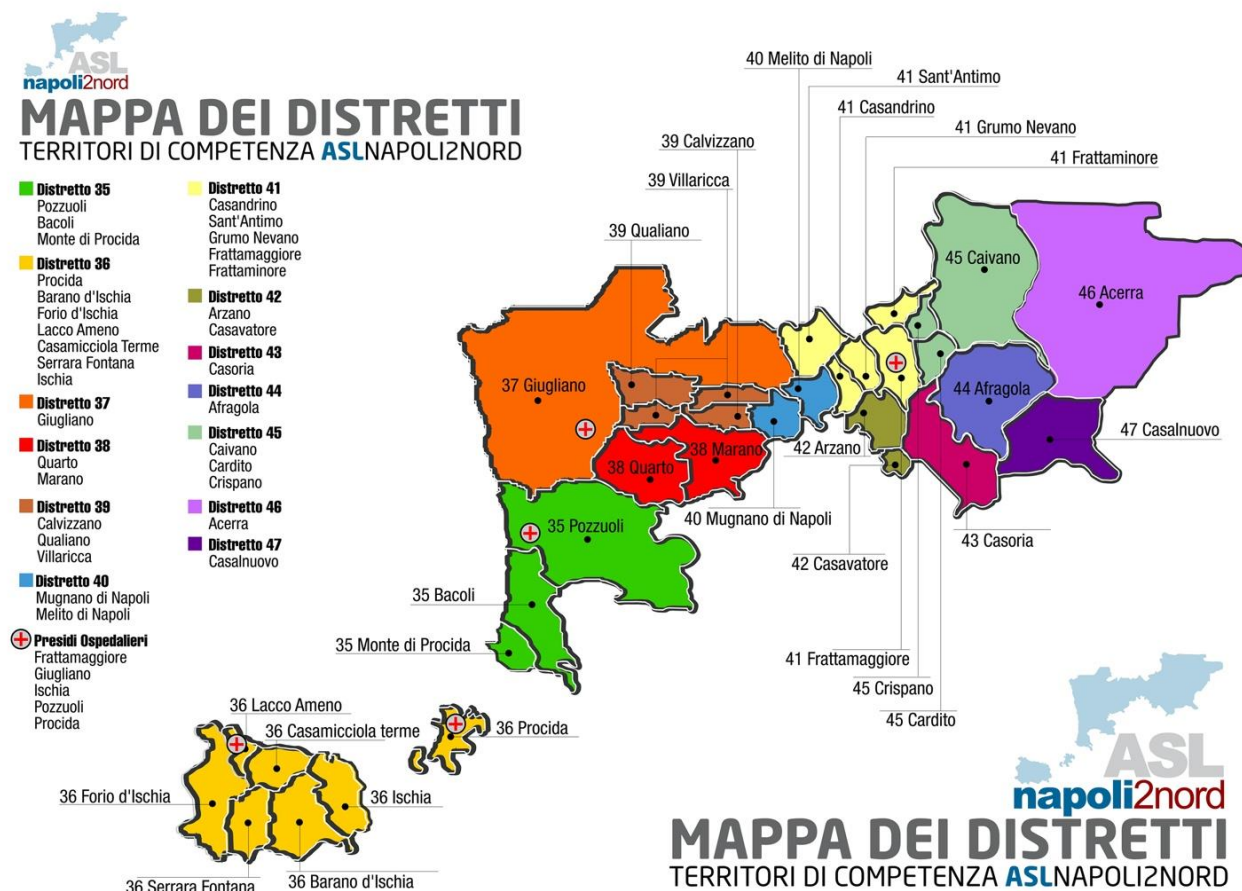 ASL
napoli2nord
MAPPA DEI DISTRETTI
TERRITORI DI COMPETENZA ASLNAPOLI2NORD
Distretto 35
Pozzuoli
Bacoli
Monte di Procida
Distretto 36
Procida
Barano d'Ischia
Forio d'Ischia
Lacco Ameno
Casamicciola Terme
Serrara Fontana
Ischia
Distretto 37
Giugliano
Distretto 38
Quarto
Marano
Distretto 39
Calvizzano
Qualiano
Villaricca
Distretto 40
Mugnano di Napoli
Melito di Napoli
Presidi Ospedalieri
Frattamaggiore
Giugliano
Ischia
Pozzuoli
Procida
Distretto 41
Casandrino
Sant'Antimo
Grumo Nevano
Frattamaggiore
Frattaminore
Distretto 42
Arzano
Casavatore
Distretto 43
Casoria
Distretto 44
Afragola
Distretto 45
Caivano
Cardito
Crispano
Distretto 46
Acerra
Distretto 47
Casalnuovo
40 Melito di Napoli
41 Sant'Antimo
41 Casandrino
41 Grumo Nevano
39 Calvizzano
41 Frattaminore
39 Villaricca
39 Qualiano
45 Caivano
46 Acerra
37 Giugliano
44 Afragola
47 Casalnuovo
42 Arzano
38 Marano
38 Quarto
40 Mugnano di Napoli
35 Pozzuoli
43 Casoria
42 Casavatore
35 Bacoli
35 Monte di Procida
41 Frattamaggiore
45 Crispano
45 Cardito
36 Lacco Ameno
36 Casamicciola terme
36 Procida
36 Forio d'Ischia
36 Ischia
36 Serrara Fontana
36 Barano d'Ischia
ASL
napoli2nord
MAPPA DEI DISTRETTI
TERRITORI DI COMPETENZA ASLNAPOLI2NORD